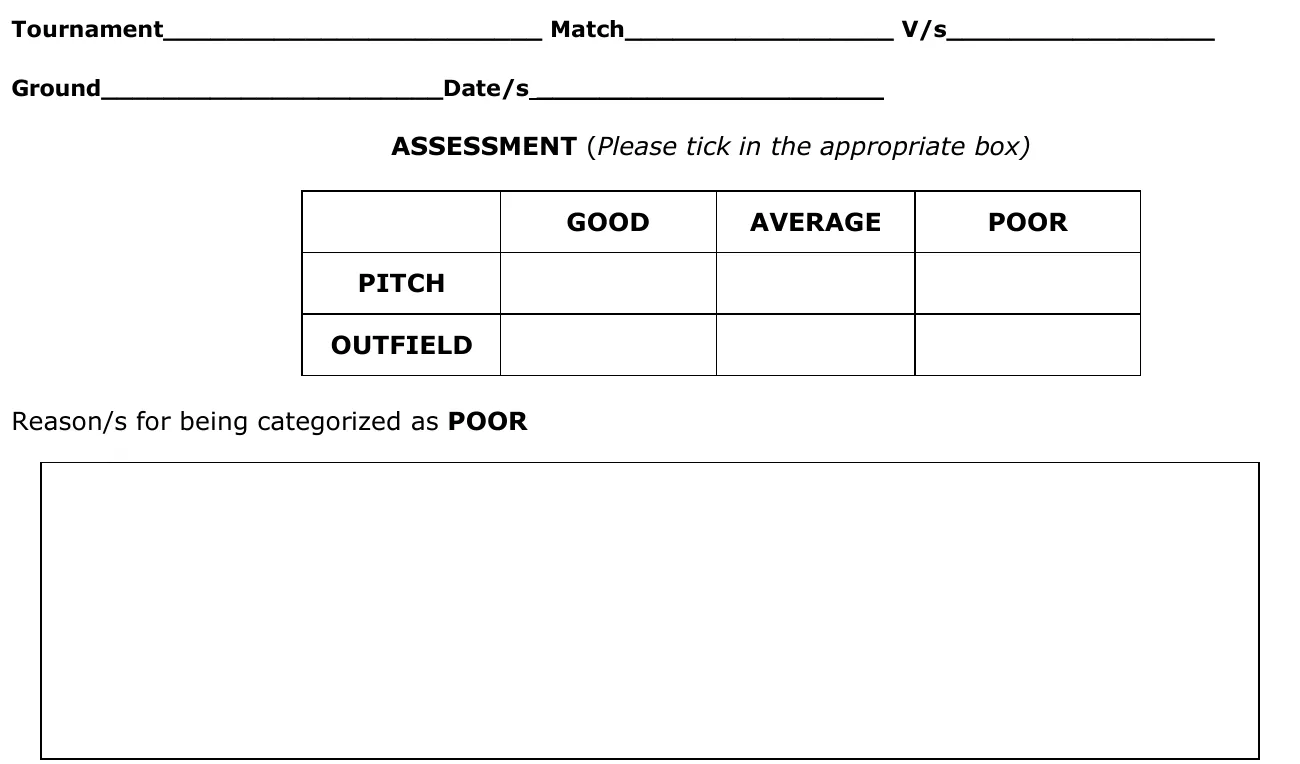 Tournament___________________________ Match___________________ V/s___________________
Ground________________________Date/s_________________________
ASSESSMENT (Please tick in the appropriate box)
GOOD AVERAGE POOR
PITCH
OUTFIELD
Reason/s for being categorized as POOR